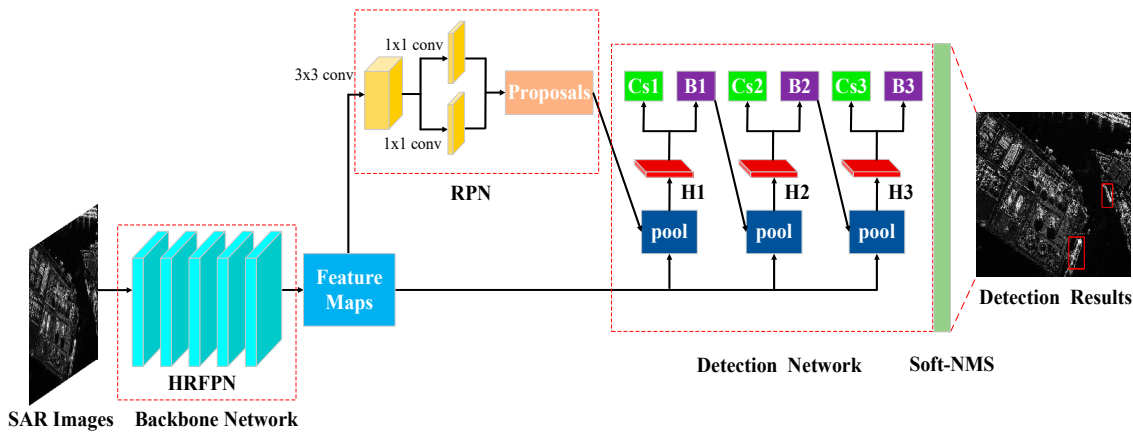 1x1 conv
3x3 conv
Proposals
1x1 conv
RPN
Cs1 B1 Cs2 B2 Cs3 B3
H1 H2 H3
pool pool pool
Feature
Maps
HRFPN
SAR Images Backbone Network
Detection Network Soft-NMS
Detection Results